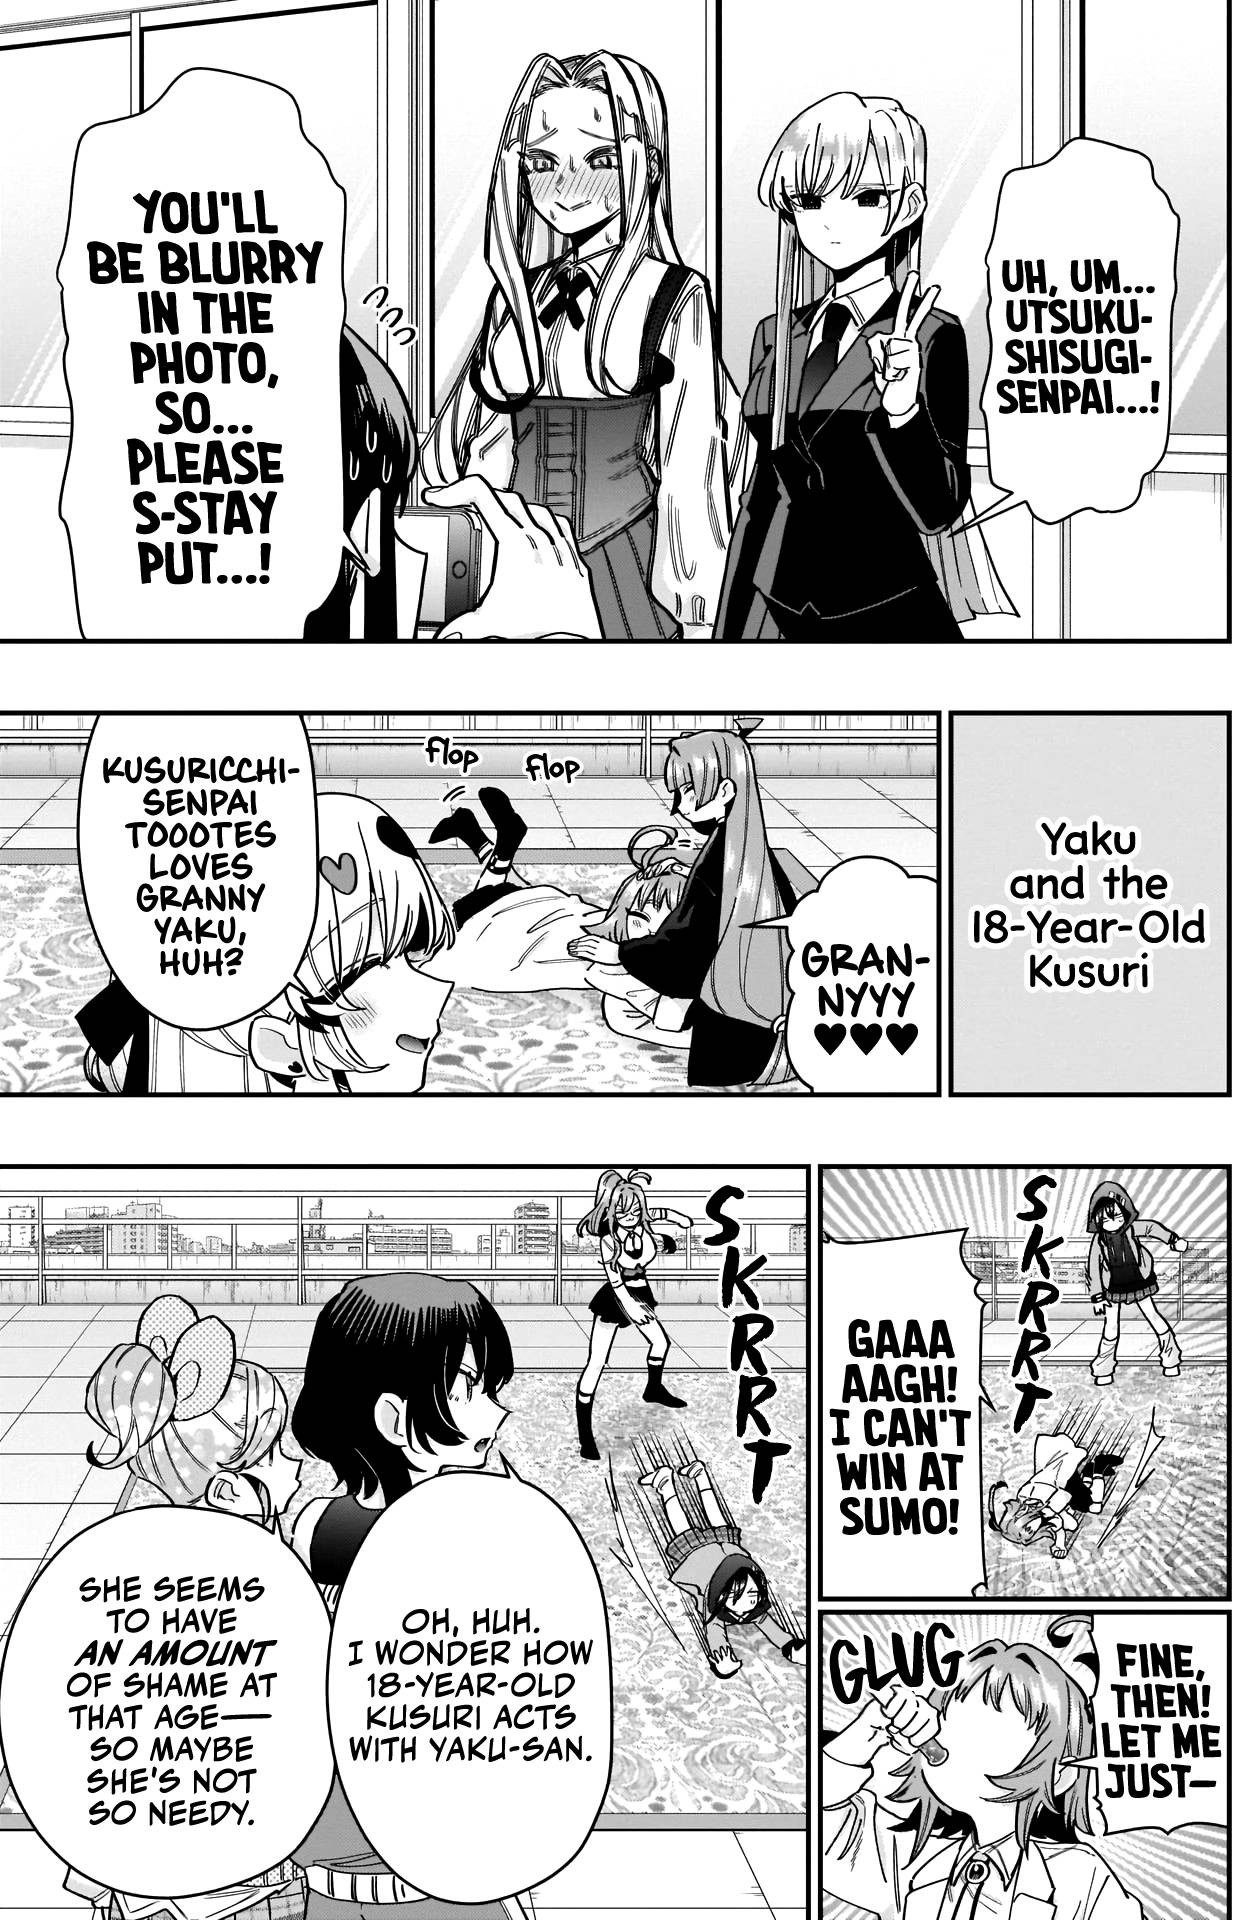 UH, UM...
UTSUKU-
SHISUGI-
SENPAI...!
YOU'LL
BE BLURRY
IN THE
PHOTO,
SO...
PLEASE
S-STAY
PUT...!
Yaku
and the
18-Year-Old
Kusuri
GRAN-
NYYY
♥♥♥
flop
flop
KUSURICCHI-
SENPAI
TOOOTES
LOVES
GRANNY
YAKU,
HUH?
SKRRT
GAAA
AAGH!
I CAN'T
WIN AT
SUMO!
FINE,
THEN!
LET ME
JUST—
GLUG
SKRRT
OH, HUH.
I WONDER HOW
18-YEAR-OLD
KUSURI ACTS
WITH YAKU-SAN.
SHE SEEMS
TO HAVE
AN AMOUNT
OF SHAME AT
THAT AGE—
SO MAYBE
SHE'S NOT
SO NEEDY.